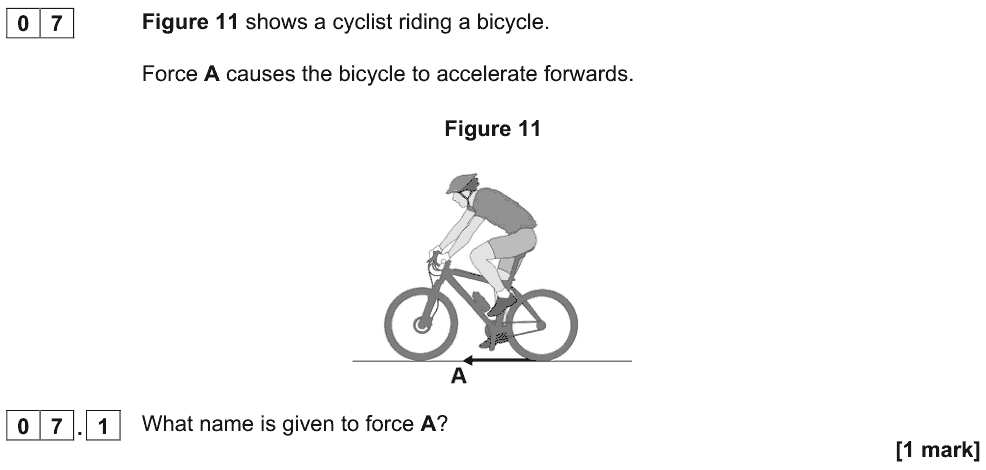 0 7 Figure 11 shows a cyclist riding a bicycle.
Force A causes the bicycle to accelerate forwards.
Figure 11
A
0 7 . 1 What name is given to force A?
[1 mark]